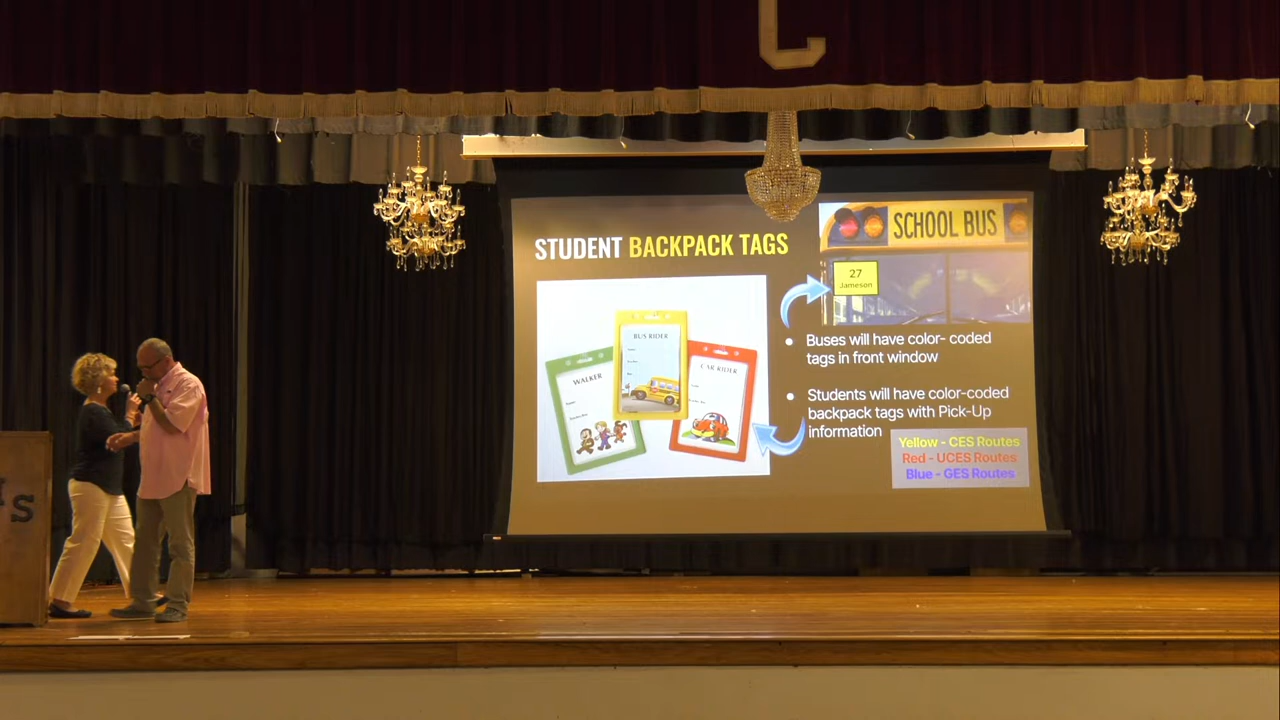 C
SCHOOL BUS
STUDENT BACKPACK TAGS
27
Jameson
BUS RIDER
WALKER
CAR RIDER
• Buses will have color- coded
tags in front window
• Students will have color-coded
backpack tags with Pick-Up
information
Yellow - CES Routes
Red - UCES Routes
Blue - GES Routes
S